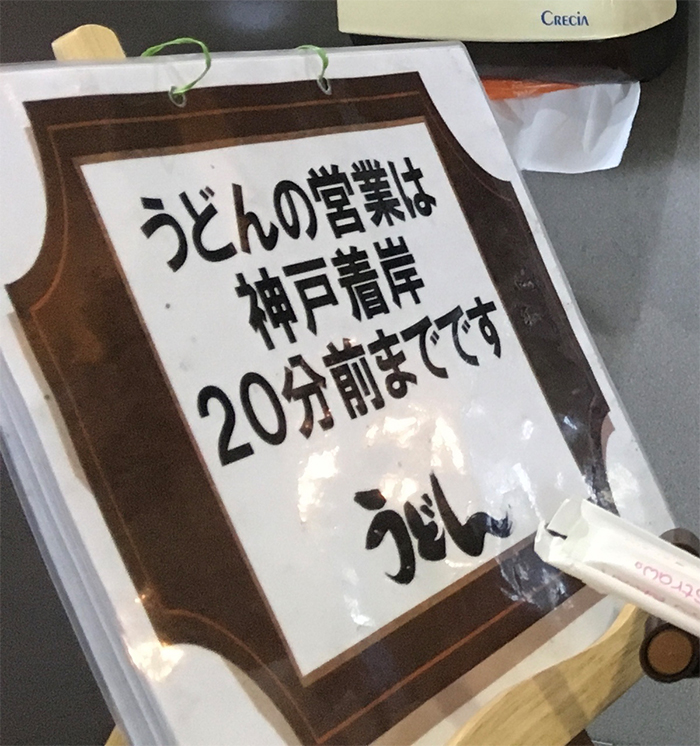 CRECIA
うどんの営業は
神戸着岸
20分前までです
うどん
straw。